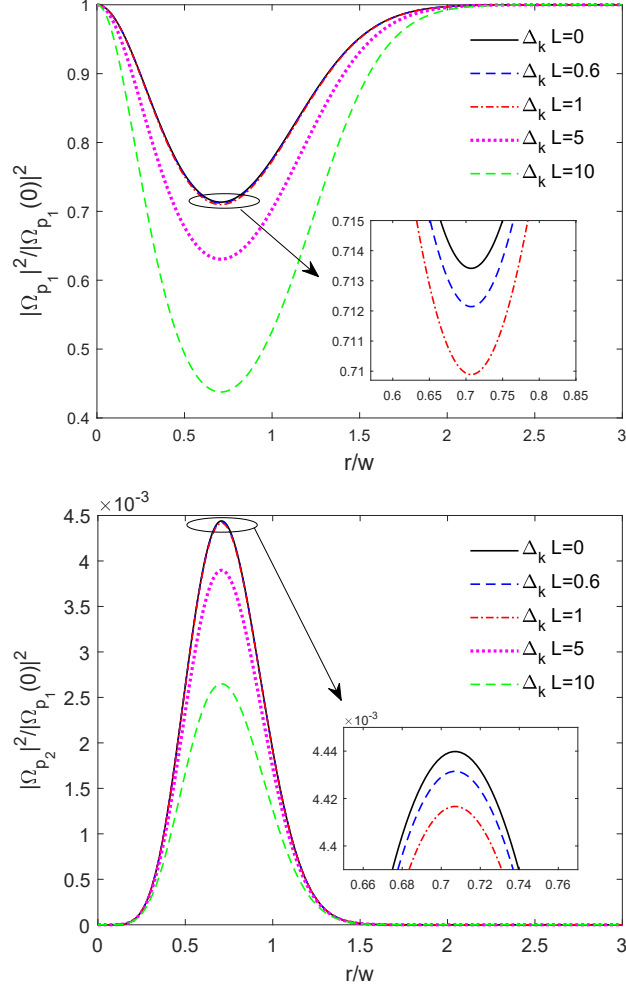 1
0.9
0.8
0.7
0.6
0.5
0.4
|Ω_{p_1}|^2/|Ω_{p_1}(0)|^2
Δ_k L=0
Δ_k L=0.6
Δ_k L=1
Δ_k L=5
Δ_k L=10
0.715
0.714
0.713
0.712
0.711
0.71
0.6 0.65 0.7 0.75 0.8 0.85
0 0.5 1 1.5 2 2.5 3
r/w
×10^{-3}
4.5
4
3.5
3
2.5
2
1.5
1
0.5
0
|Ω_{p_2}|^2/|Ω_{p_1}(0)|^2
Δ_k L=0
Δ_k L=0.6
Δ_k L=1
Δ_k L=5
Δ_k L=10
×10^{-3}
4.44
4.42
4.4
0.66 0.68 0.7 0.72 0.74 0.76
0 0.5 1 1.5 2 2.5 3
r/w